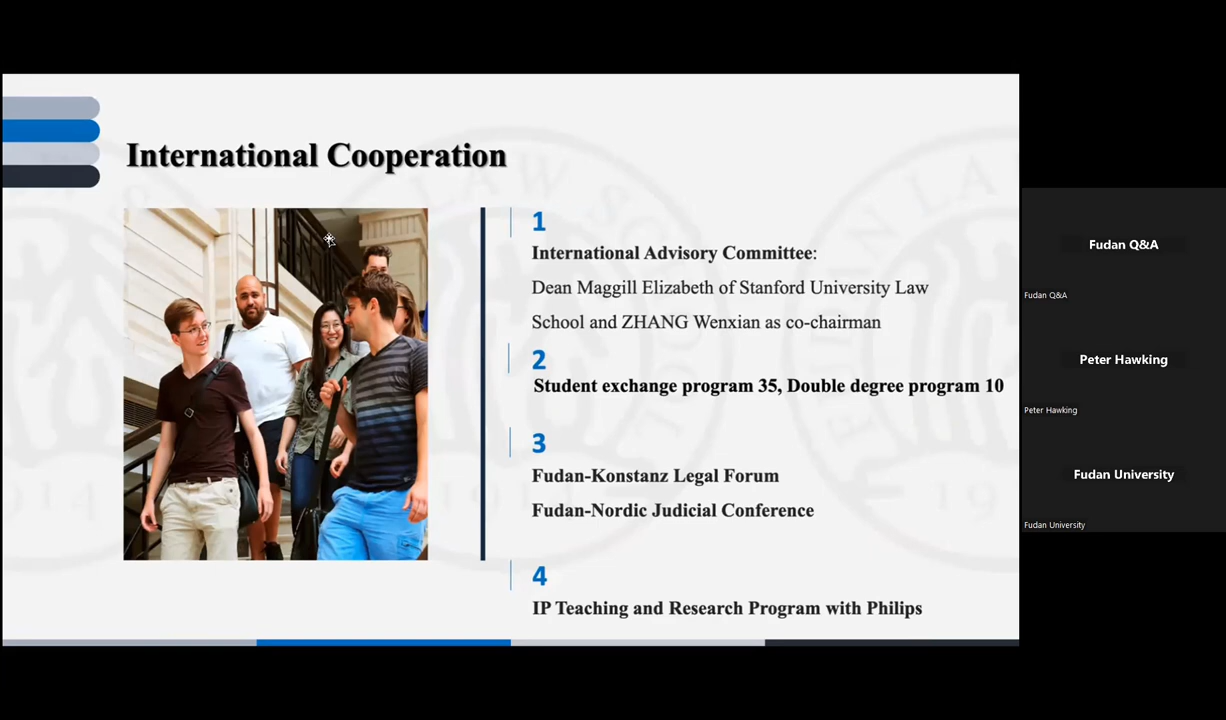 International Cooperation
1
International Advisory Committee:
Dean Maggill Elizabeth of Stanford University Law
School and ZHANG Wenxian as co-chairman
2
Student exchange program 35, Double degree program 10
3
Fudan-Konstanz Legal Forum
Fudan-Nordic Judicial Conference
4
IP Teaching and Research Program with Philips
Fudan Q&A
Fudan Q&A
Peter Hawking
Peter Hawking
Fudan University
Fudan University